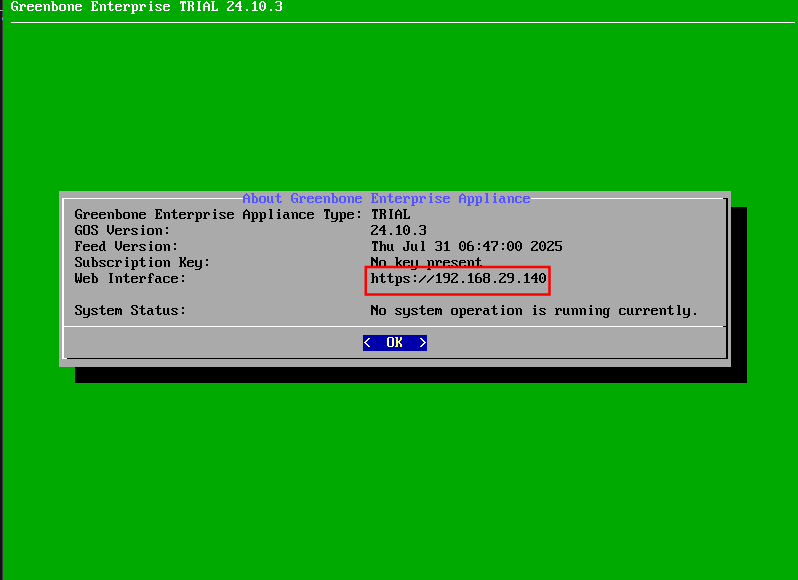 Greenbone Enterprise TRIAL 24.10.3
About Greenbone Enterprise Appliance
Greenbone Enterprise Appliance Type: TRIAL
GOS Version: 24.10.3
Feed Version: Thu Jul 31 06:47:00 2025
Subscription Key: No key present
Web Interface: https://192.168.29.140
System Status: No system operation is running currently.
< OK >